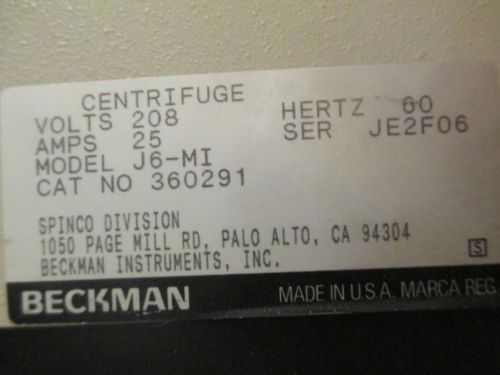 CENTRIFUGE
VOLTS 208 HERTZ 60
AMPS 25 SER JE2F06
MODEL J6-MI
CAT NO 360291
SPINCO DIVISION
1050 PAGE MILL RD, PALO ALTO, CA 94304
BECKMAN INSTRUMENTS, INC.
S
BECKMAN MADE IN U.S.A. MARCA REG